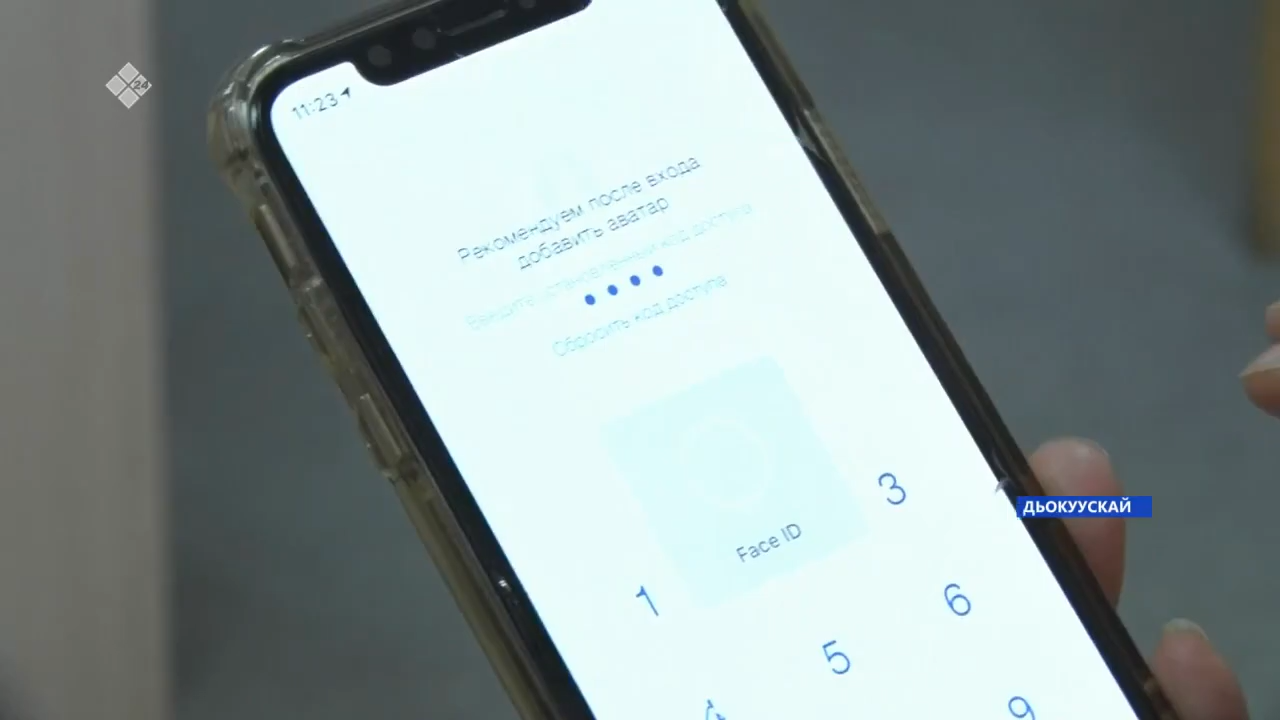 24
11:23
Рекомендуем после входа
добавить аватар
Введите установленный код доступа
Сбросить код доступа
Face ID
1
3
4
5
6
9
ДЬОКУУСКАЙ